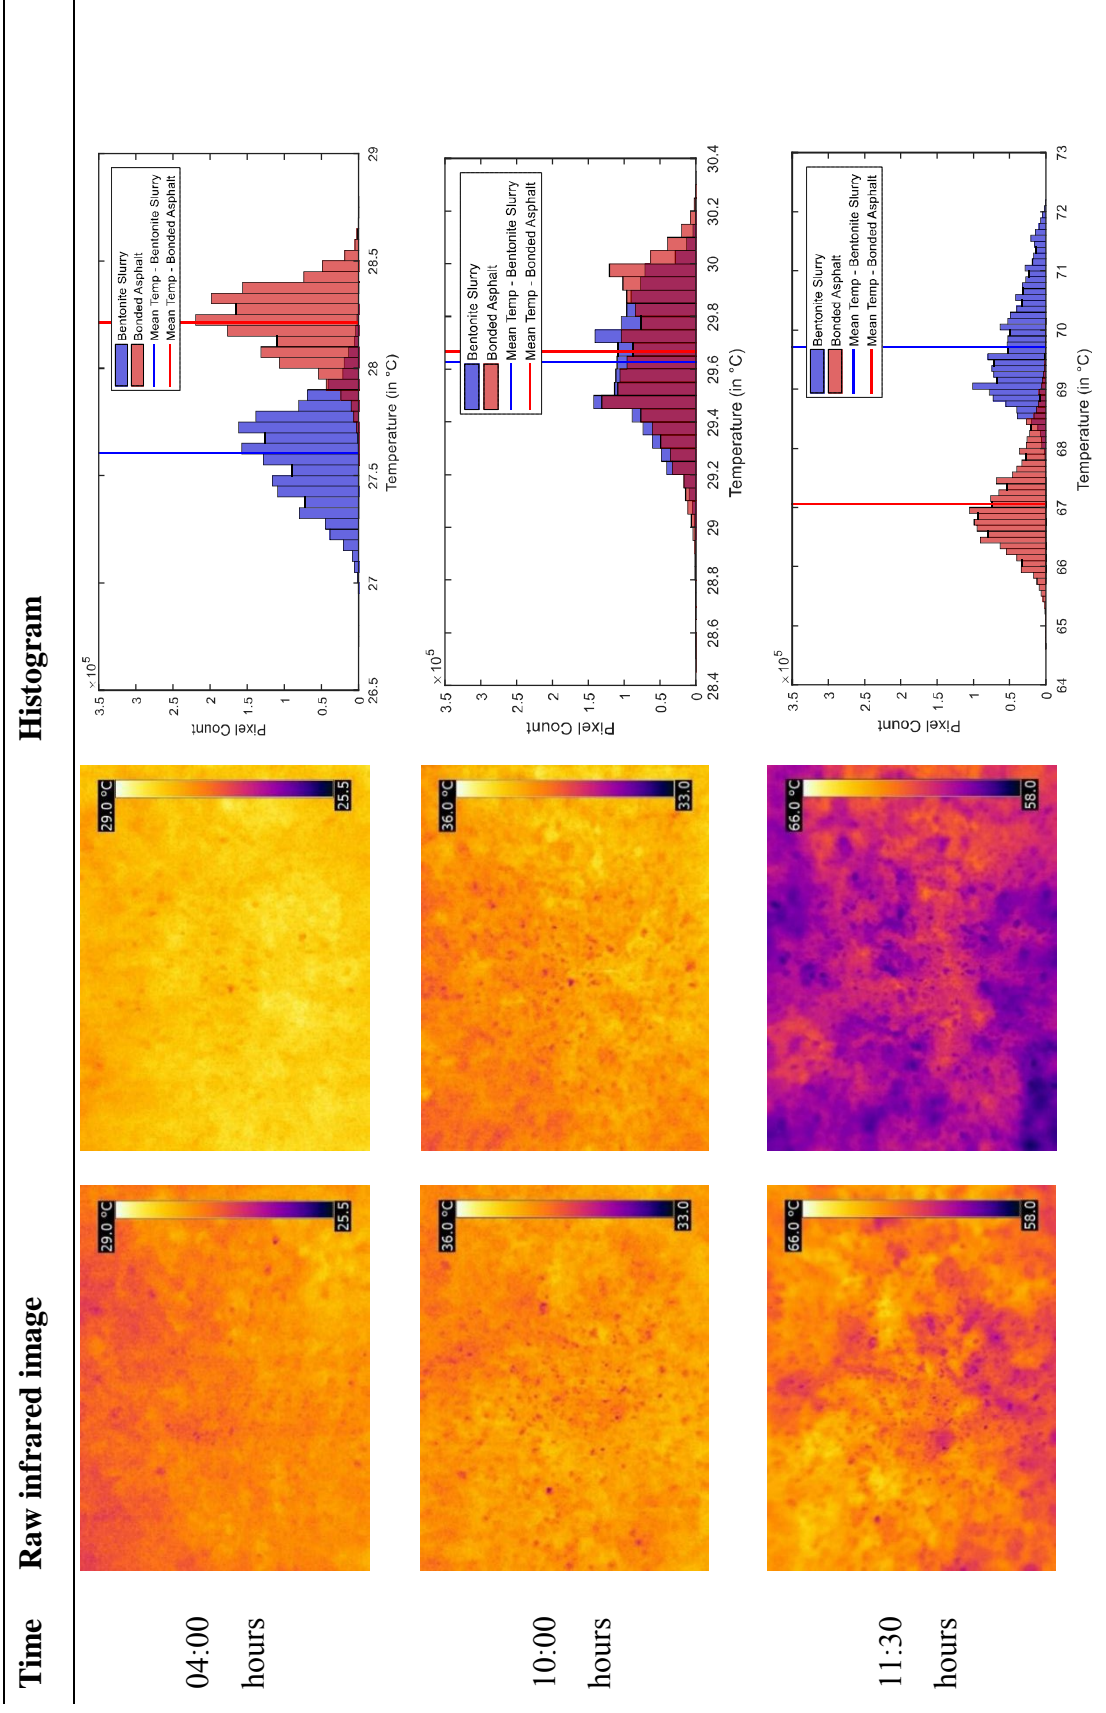 Time Raw infrared image Histogram
04:00
hours
29.0 °C
25.5
29.0 °C
25.5
×10⁵
3.5
3
2.5
2
1.5
1
0.5
0
Pixel Count
26.5 27 27.5 28 28.5 29
Temperature (in °C)
Bentonite Slurry
Bonded Asphalt
Mean Temp - Bentonite Slurry
Mean Temp - Bonded Asphalt
10:00
hours
36.0 °C
33.0
36.0 °C
33.0
×10⁵
3.5
3
2.5
2
1.5
1
0.5
0
Pixel Count
28.4 28.6 28.8 29 29.2 29.4 29.6 29.8 30 30.2 30.4
Temperature (in °C)
Bentonite Slurry
Bonded Asphalt
Mean Temp - Bentonite Slurry
Mean Temp - Bonded Asphalt
11:30
hours
66.0 °C
58.0
66.0 °C
58.0
×10⁵
3.5
3
2.5
2
1.5
1
0.5
0
Pixel Count
64 65 66 67 68 69 70 71 72 73
Temperature (in °C)
Bentonite Slurry
Bonded Asphalt
Mean Temp - Bentonite Slurry
Mean Temp - Bonded Asphalt